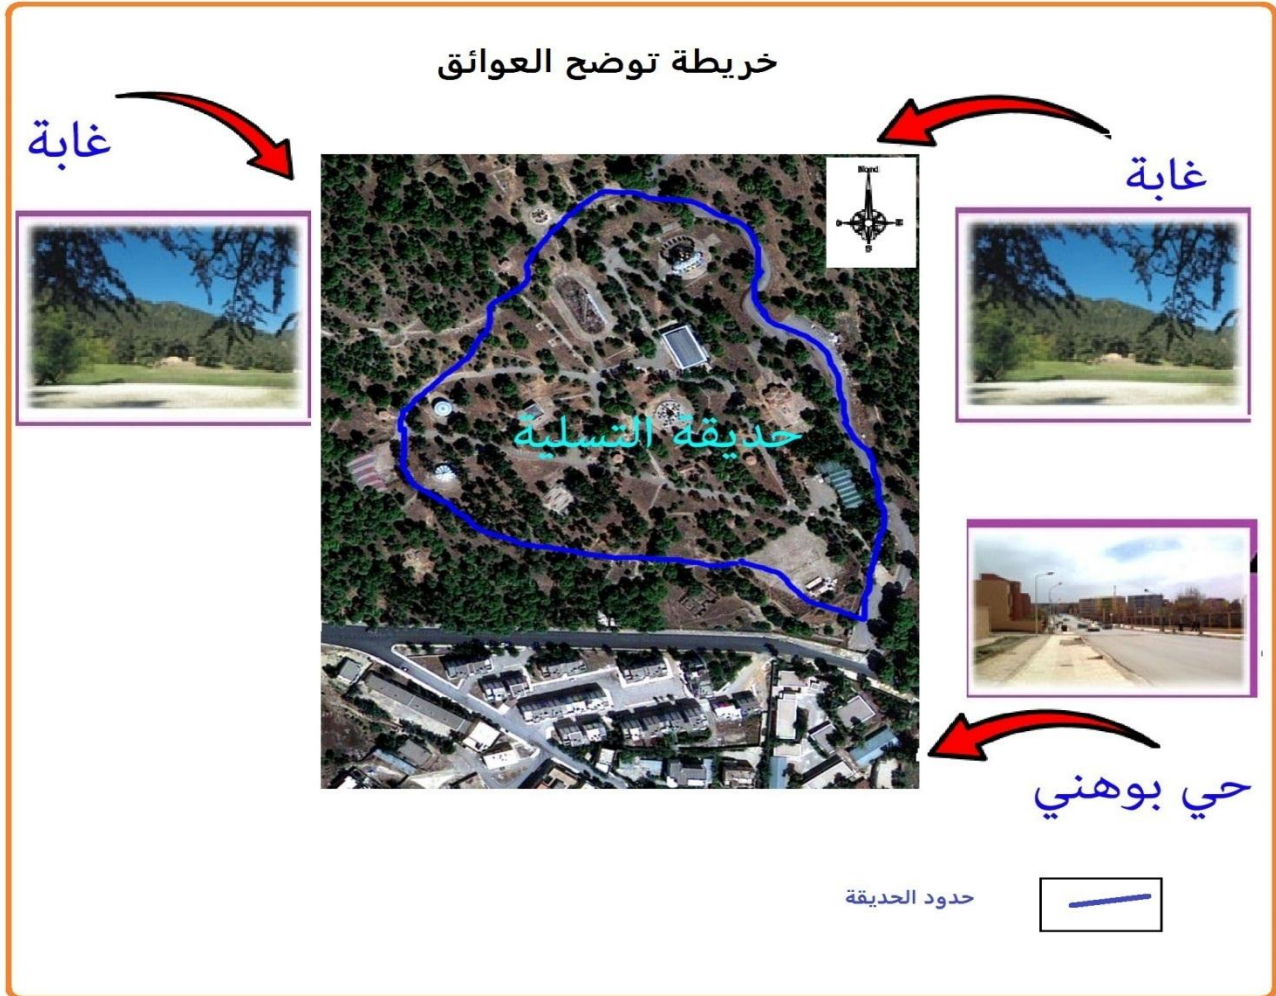 خريطة توضح العوائق
غابة
غابة
حديقة التسلية
حي بوهني
حدود الحديقة